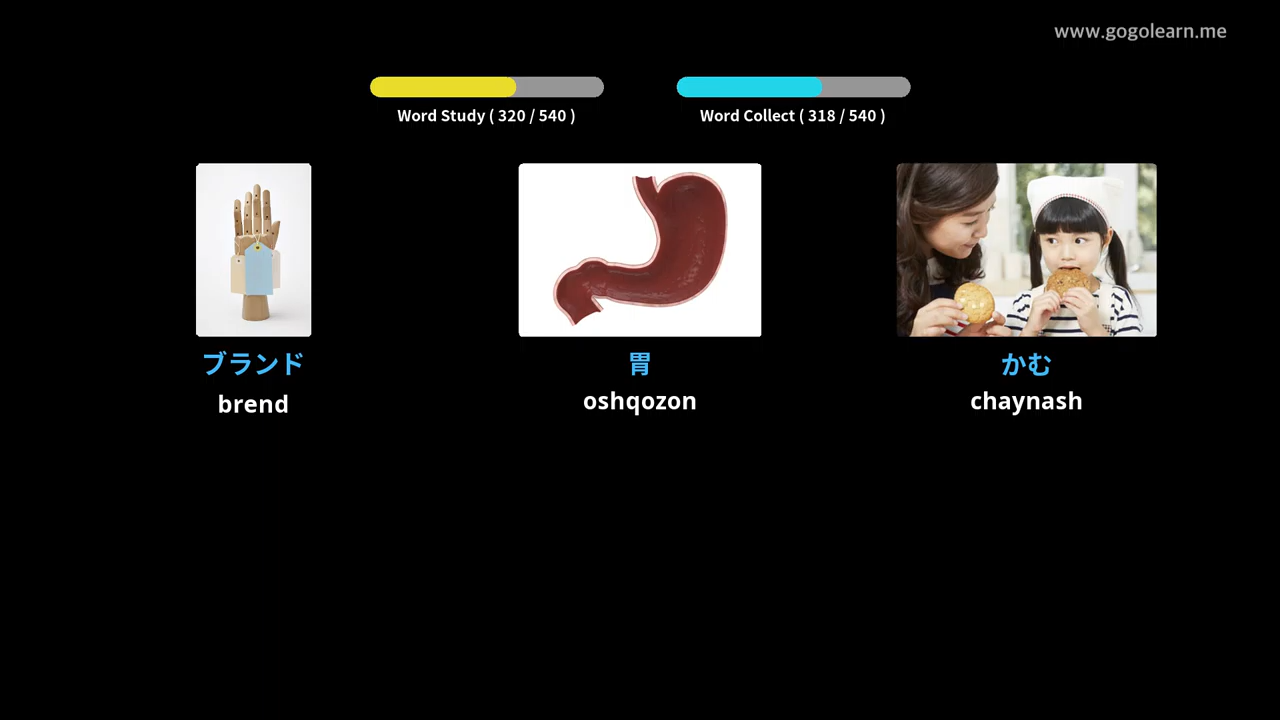 www.gogolearn.me
Word Study ( 320 / 540 )
Word Collect ( 318 / 540 )
ブランド
胃
かむ
brend
oshqozon
chaynash